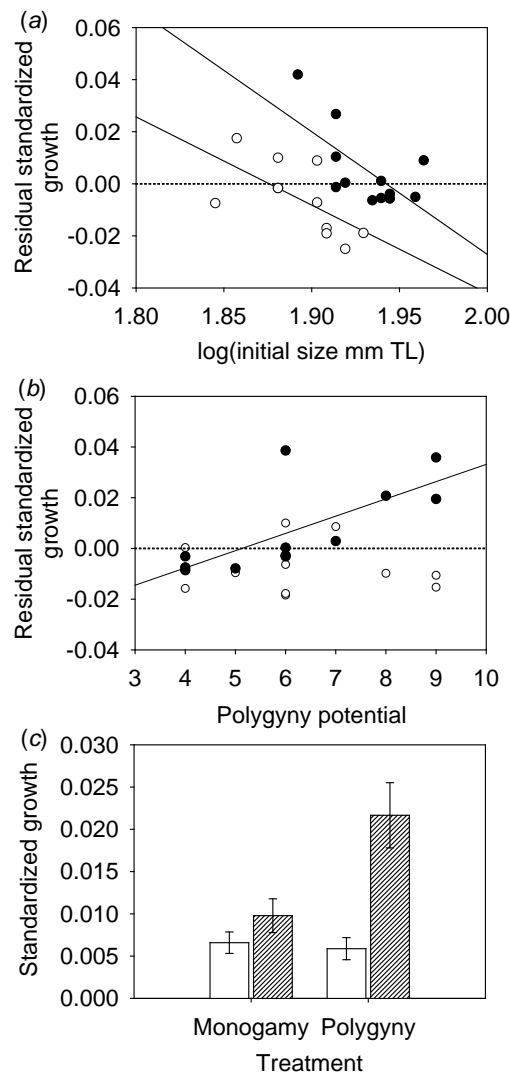 (a)
0.06
0.04
0.02
0.00
-0.02
-0.04
Residual standardized
growth
1.80 1.85 1.90 1.95 2.00
log(initial size mm TL)
(b)
0.06
0.04
0.02
0.00
-0.02
-0.04
Residual standardized
growth
3 4 5 6 7 8 9 10
Polygyny potential
(c)
0.030
0.025
0.020
0.015
0.010
0.005
0.000
Standardized growth
Monogamy Polygyny
Treatment